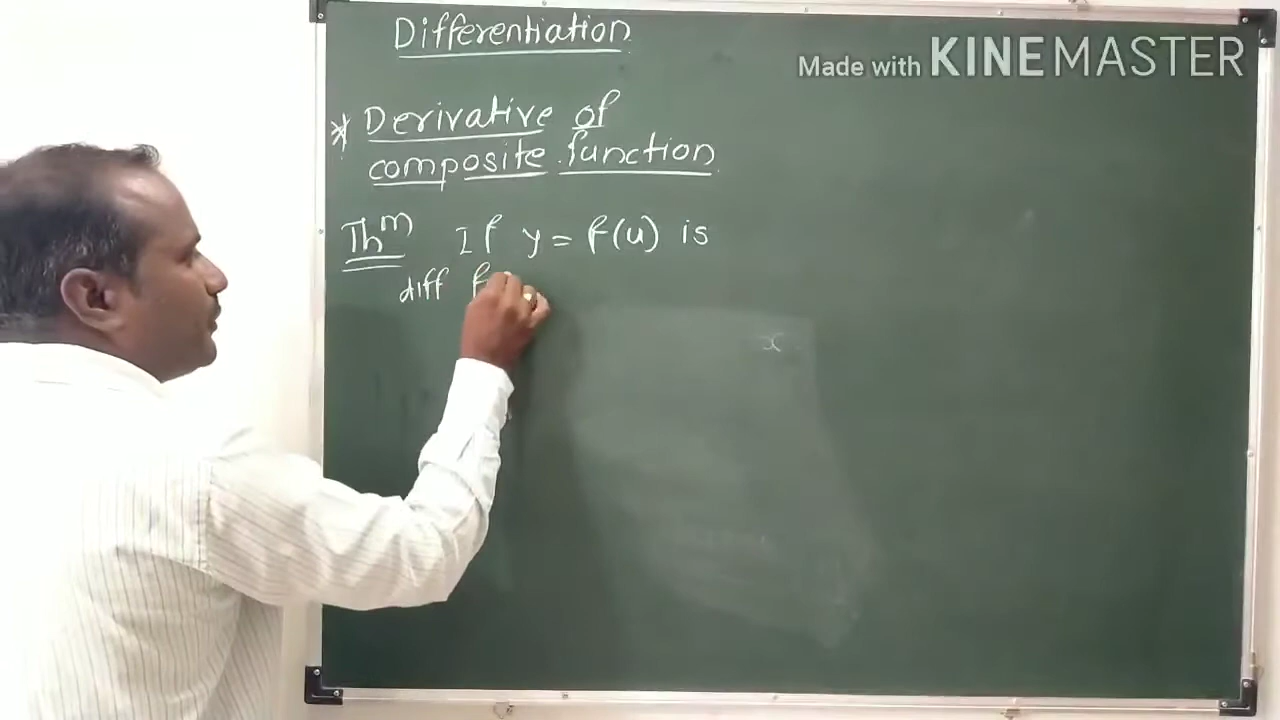 Differentiation
Made with KINEMASTER
* Derivative of
composite function
Thm If y = f(u) is
diff
x